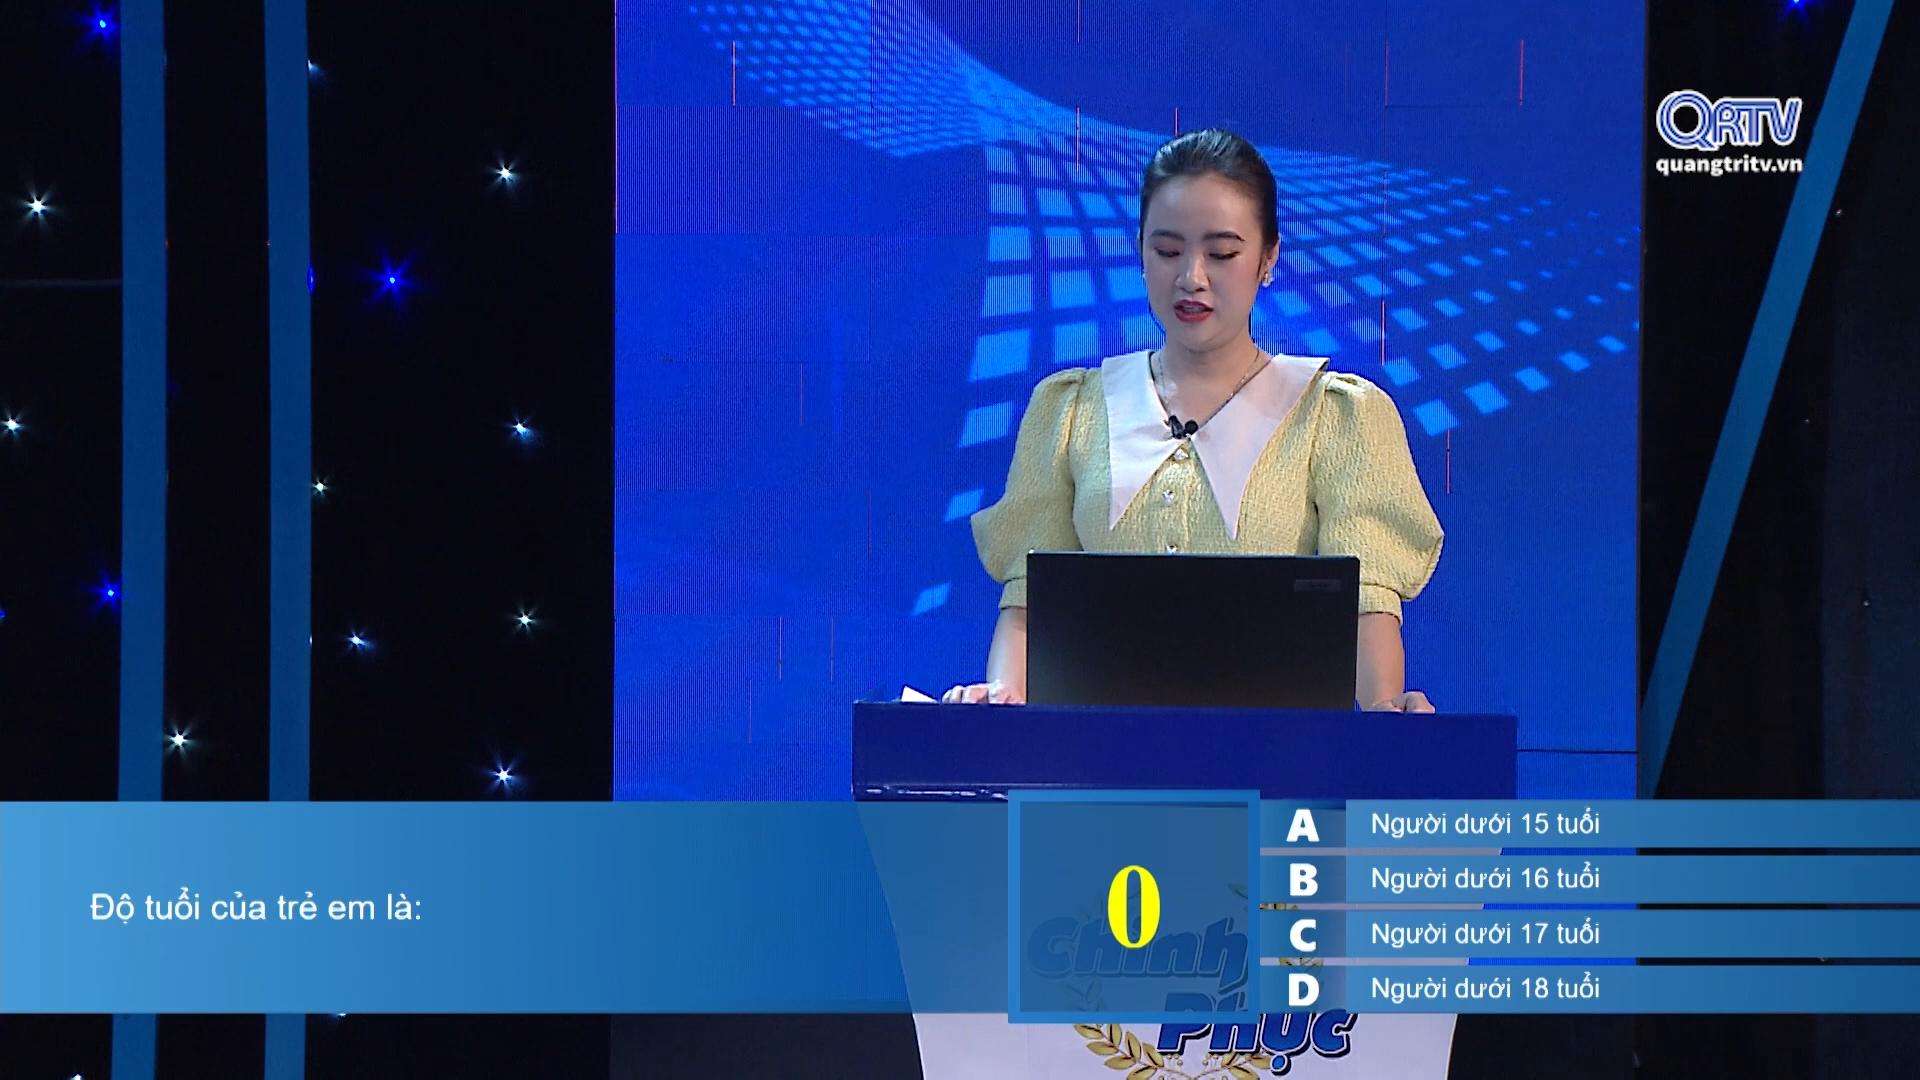 QRTV
quangtritv.vn
Độ tuổi của trẻ em là:
0
A Người dưới 15 tuổi
B Người dưới 16 tuổi
C Người dưới 17 tuổi
D Người dưới 18 tuổi
Chinh
Phục